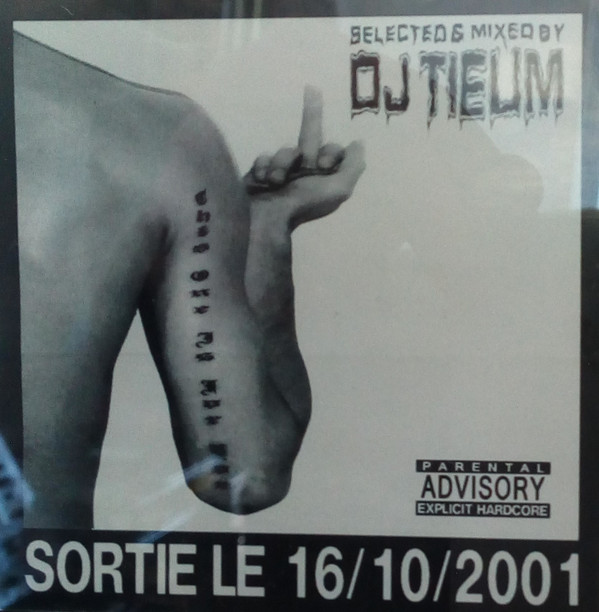 SELECTED & MIXED BY
DJ TIEUM
PARENTAL
ADVISORY
EXPLICIT HARDCORE
SORTIE LE 16/10/2001